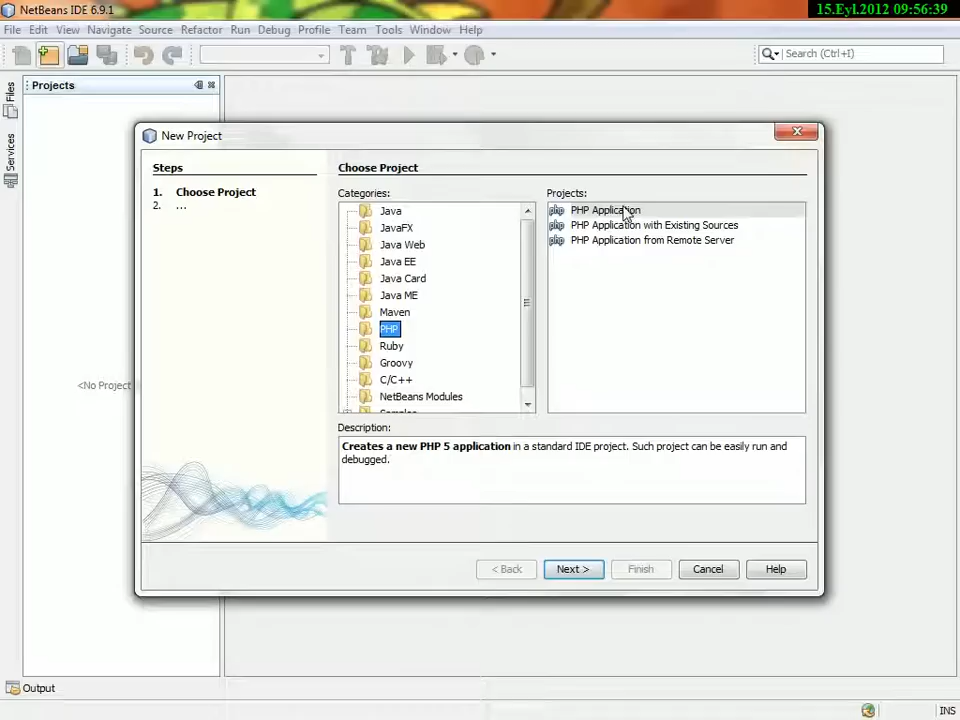 NetBeans IDE 6.9.1
15.Eyl.2012 09:56:39
File Edit View Navigate Source Refactor Run Debug Profile Team Tools Window Help
Search (Ctrl+I)
Files
Services
Projects
<No Project
New Project
Steps
1. Choose Project
2. ...
Choose Project
Categories:
Java
JavaFX
Java Web
Java EE
Java Card
Java ME
Maven
PHP
Ruby
Groovy
C/C++
NetBeans Modules
Projects:
PHP Application
PHP Application with Existing Sources
PHP Application from Remote Server
Description:
Creates a new PHP 5 application in a standard IDE project. Such project can be easily run and
debugged.
< Back Next > Finish Cancel Help
Output
INS